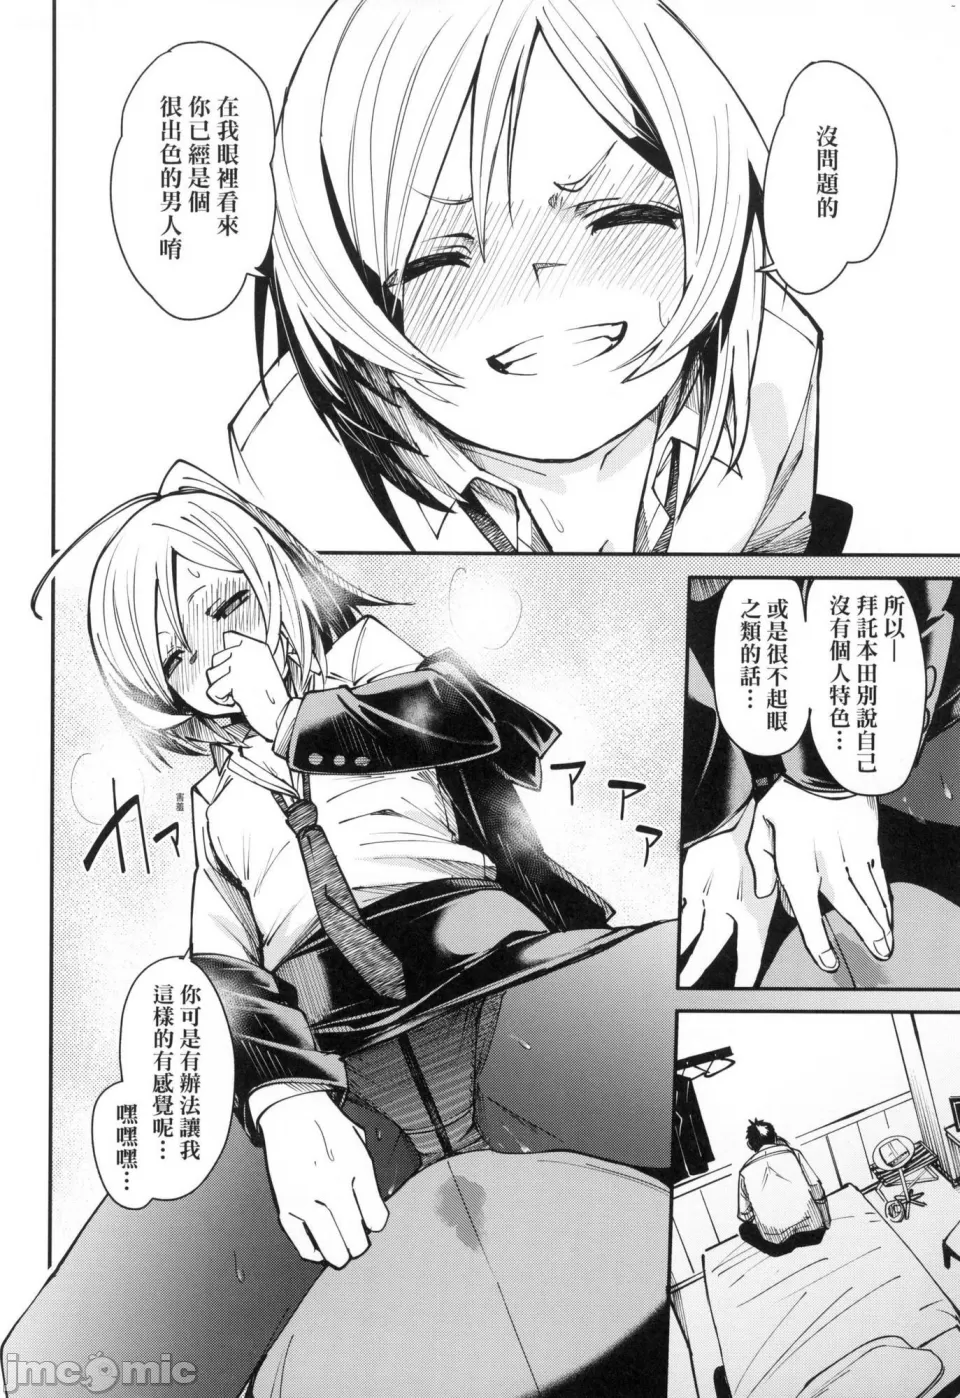 沒問題的
在我眼裡看來
你已經是個
很出色的男人唷
所以—
拜託本田別說自己
沒有個人特色…
或是很不起眼
之類的話…
カァァァァ
害羞
你可是有辦法讓我
這樣的有感覺呢…
嘿嘿嘿…
jmcomic